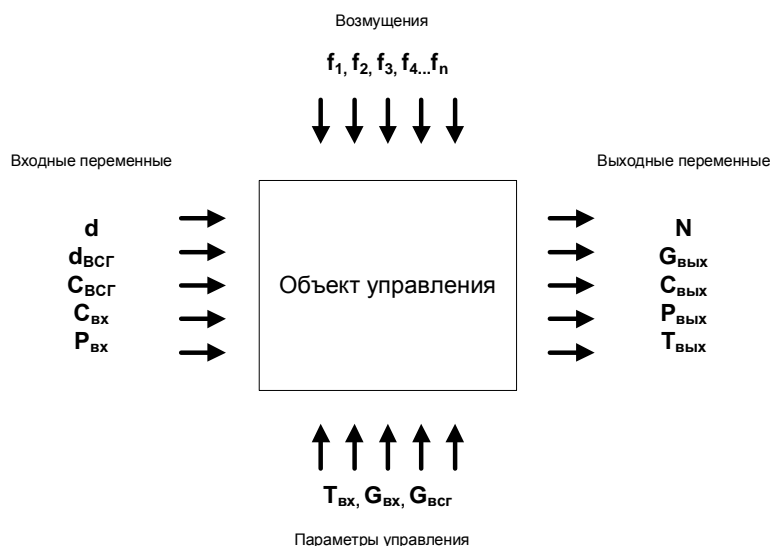 Возмущения
f1, f2, f3, f4...fn
Входные переменные
Выходные переменные
d
dВСГ
CВСГ
Cвх
Pвх
Объект управления
N
Gвых
Cвых
Pвых
Tвых
Tвх, Gвх, Gвсг
Параметры управления